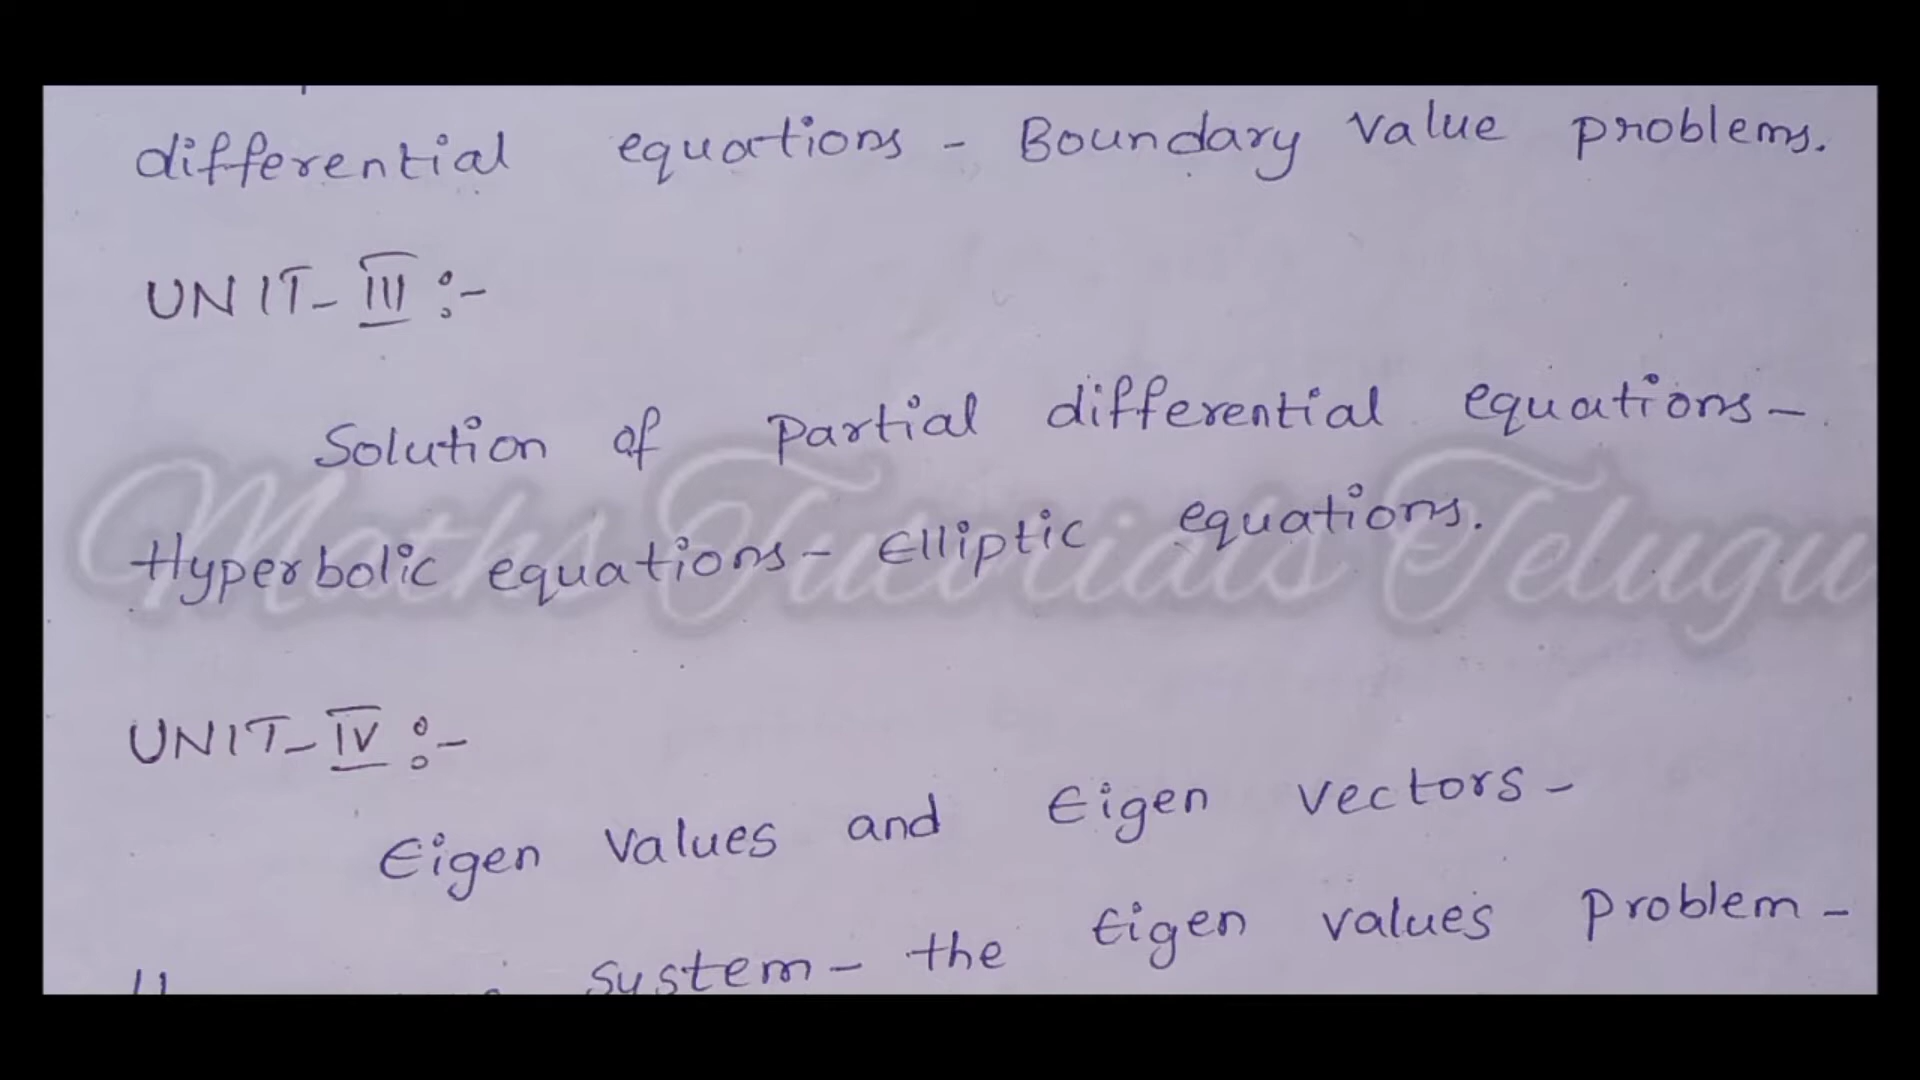 differential equations - Boundary value problems.
UNIT-III :-
Solution of partial differential equations-
Hyperbolic equations- Elliptic equations.
Maths Tutorials Telugu
UNIT-IV :-
Eigen values and Eigen vectors-
system- the Eigen values problem-